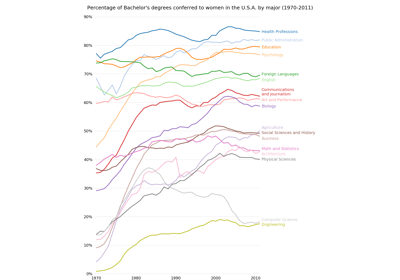 Percentage of Bachelor's degrees conferred to women in the U.S.A. by major (1970-2011)
90%
Health Professions
Public Administration
80%
Education
Psychology
70%
Foreign Languages
English
Communications
and Journalism
60%
Art and Performance
Biology
50%
Agriculture
Social Sciences and History
Business
Math and Statistics
Architecture
40%
Physical Sciences
30%
20%
Computer Science
Engineering
10%
0%
1970 1980 1990 2000 2010